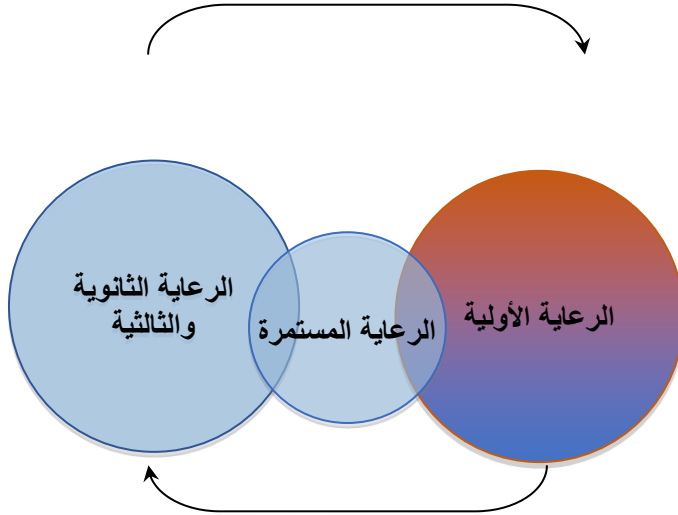 الرعاية الأولية
الرعاية المستمرة
الرعاية الثانوية
والثالثية